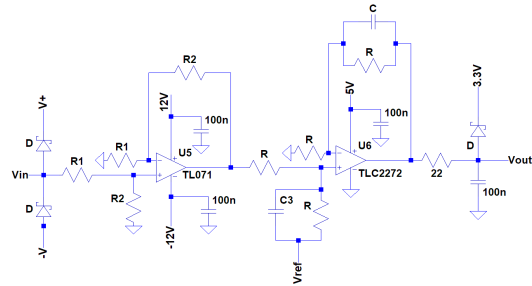 C
R
R2
3.3V
12V
5V
V+
100n
100n
D
R1
U5
R
U6
D
Vin
R1
TL071
R
TLC2272
22
Vout
D
R2
100n
C3
R
100n
-V
-12V
Vref